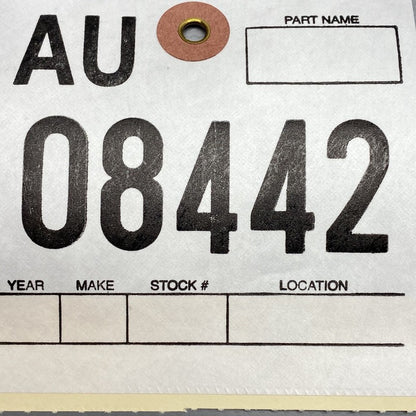 AU PART NAME
08442
YEAR MAKE STOCK # LOCATION